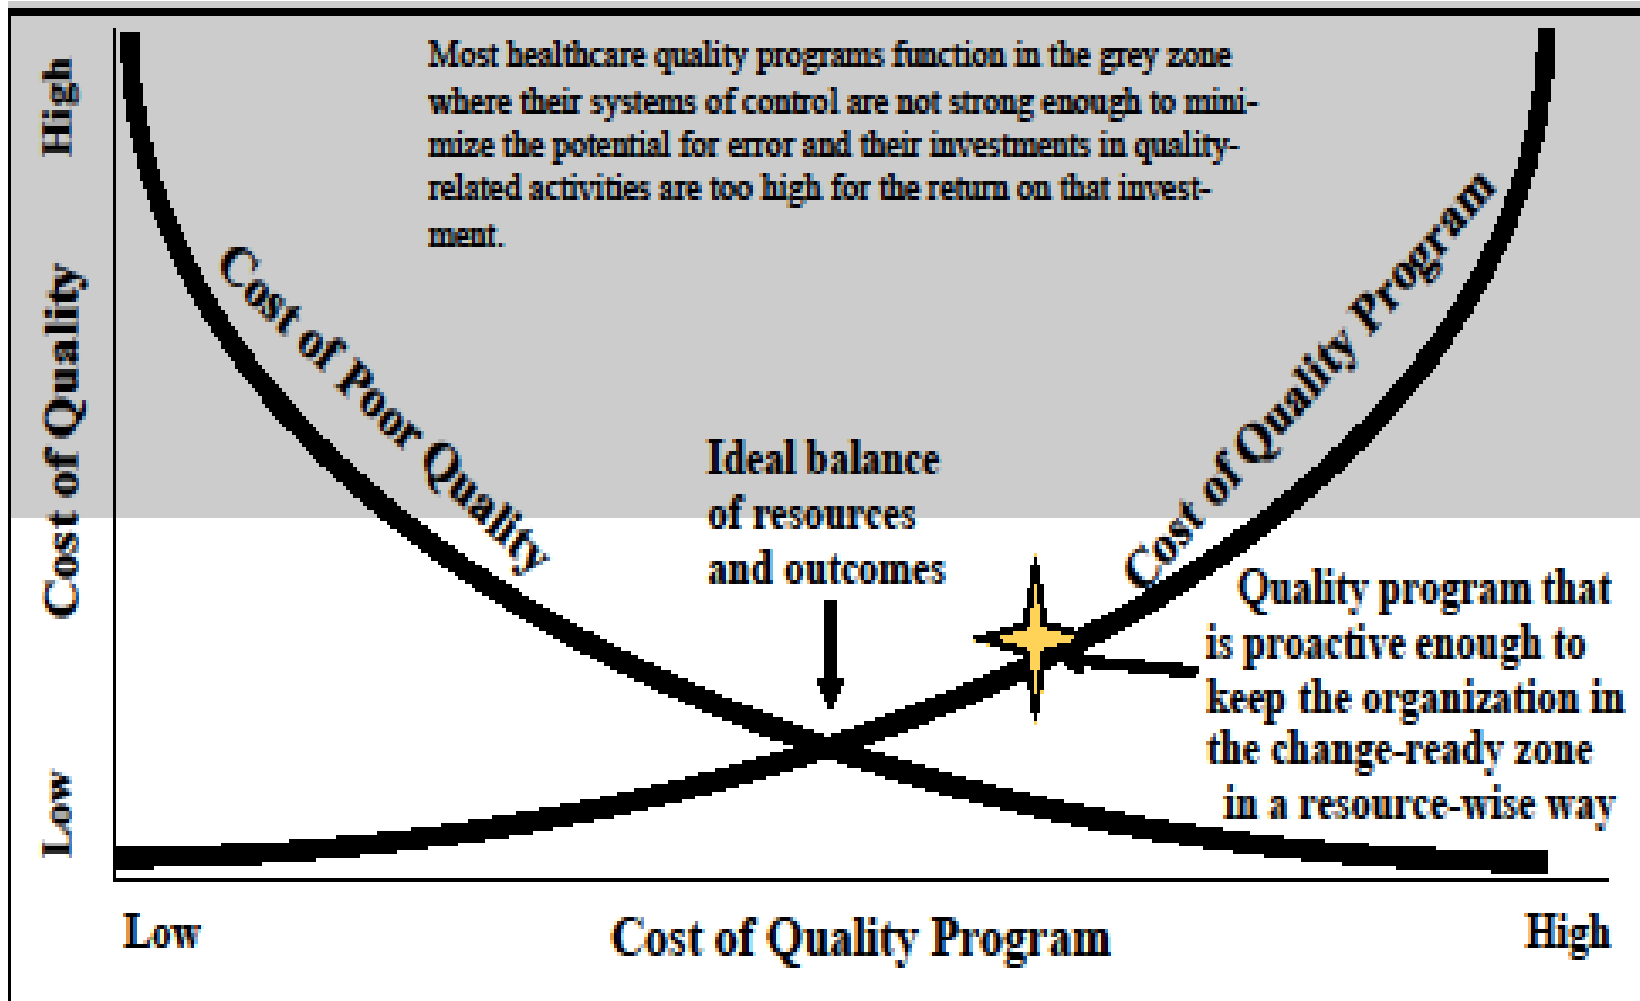 Most healthcare quality programs function in the grey zone
where their systems of control are not strong enough to mini-
mize the potential for error and their investments in quality-
related activities are too high for the return on that invest-
ment.
High
Cost of Quality
Low
Cost of Poor Quality
Cost of Quality Program
Ideal balance
of resources
and outcomes
Quality program that
is proactive enough to
keep the organization in
the change-ready zone
in a resource-wise way
Low
Cost of Quality Program
High